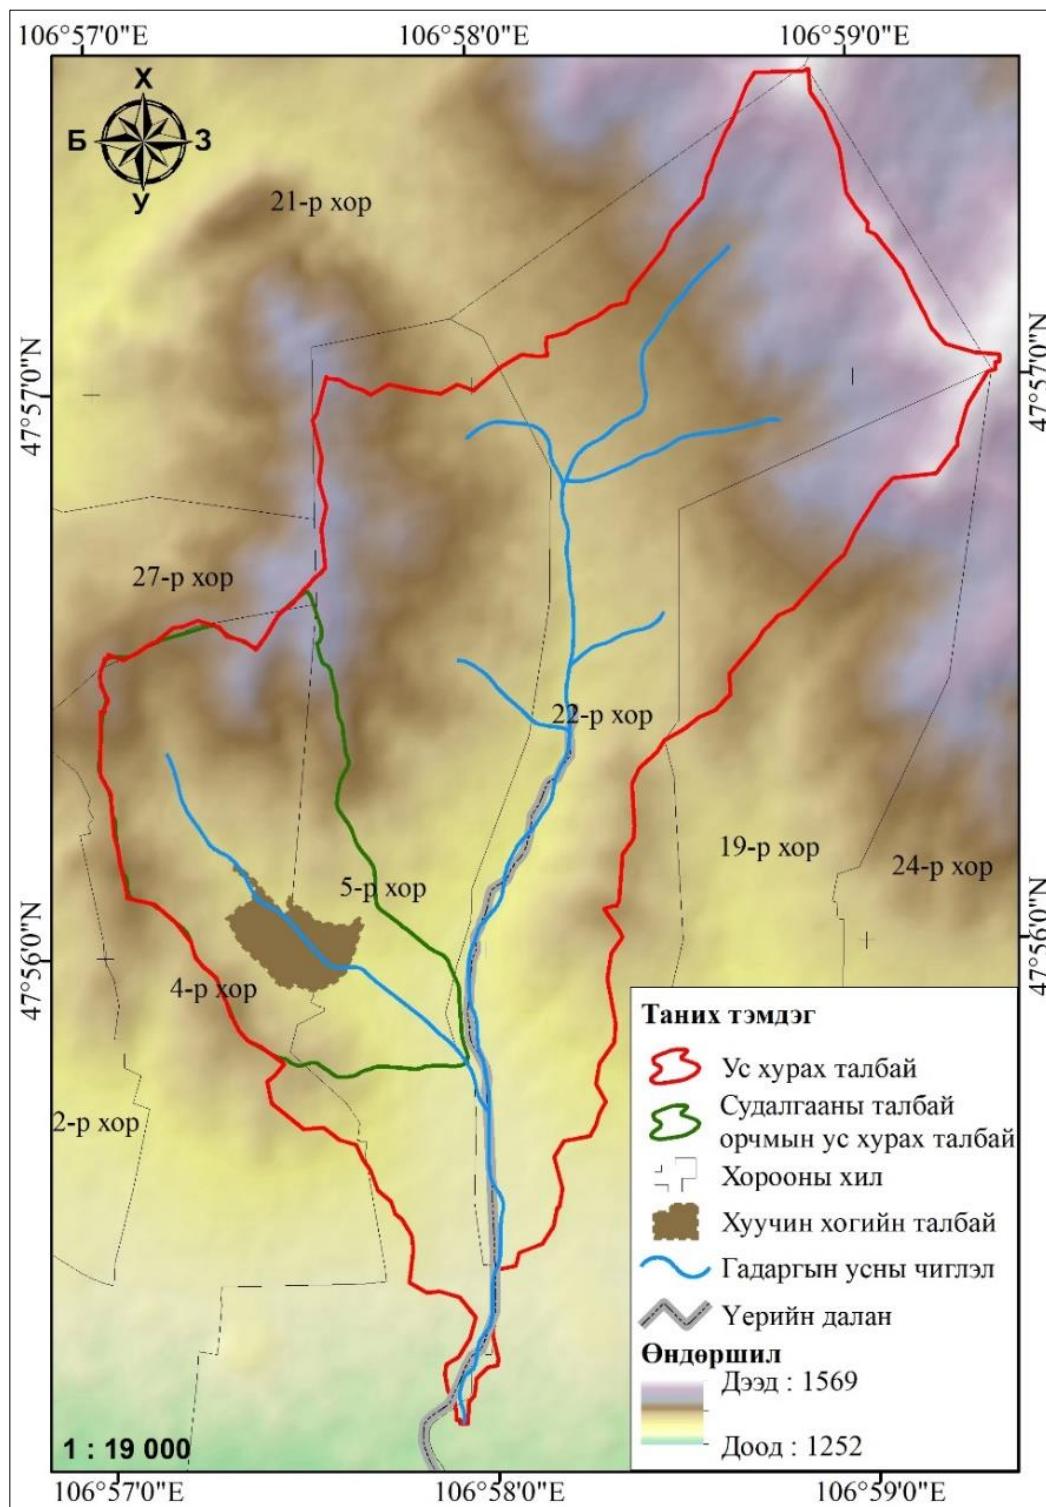 106°57'0"E 106°58'0"E 106°59'0"E
Х
Б З
У
21-р хор
47°57'0"N 47°57'0"N
27-р хор
22-р хор
19-р хор
24-р хор
5-р хор
47°56'0"N 47°56'0"N
4-р хор
2-р хор
Таних тэмдэг
Ус хурах талбай
Судалгааны талбай
орчмын ус хурах талбай
Хорооны хил
Хуучин хогийн талбай
Гадаргын усны чиглэл
Үерийн далан
Өндөршил
Дээд : 1569
Доод : 1252
1 : 19 000
106°57'0"E 106°58'0"E 106°59'0"E